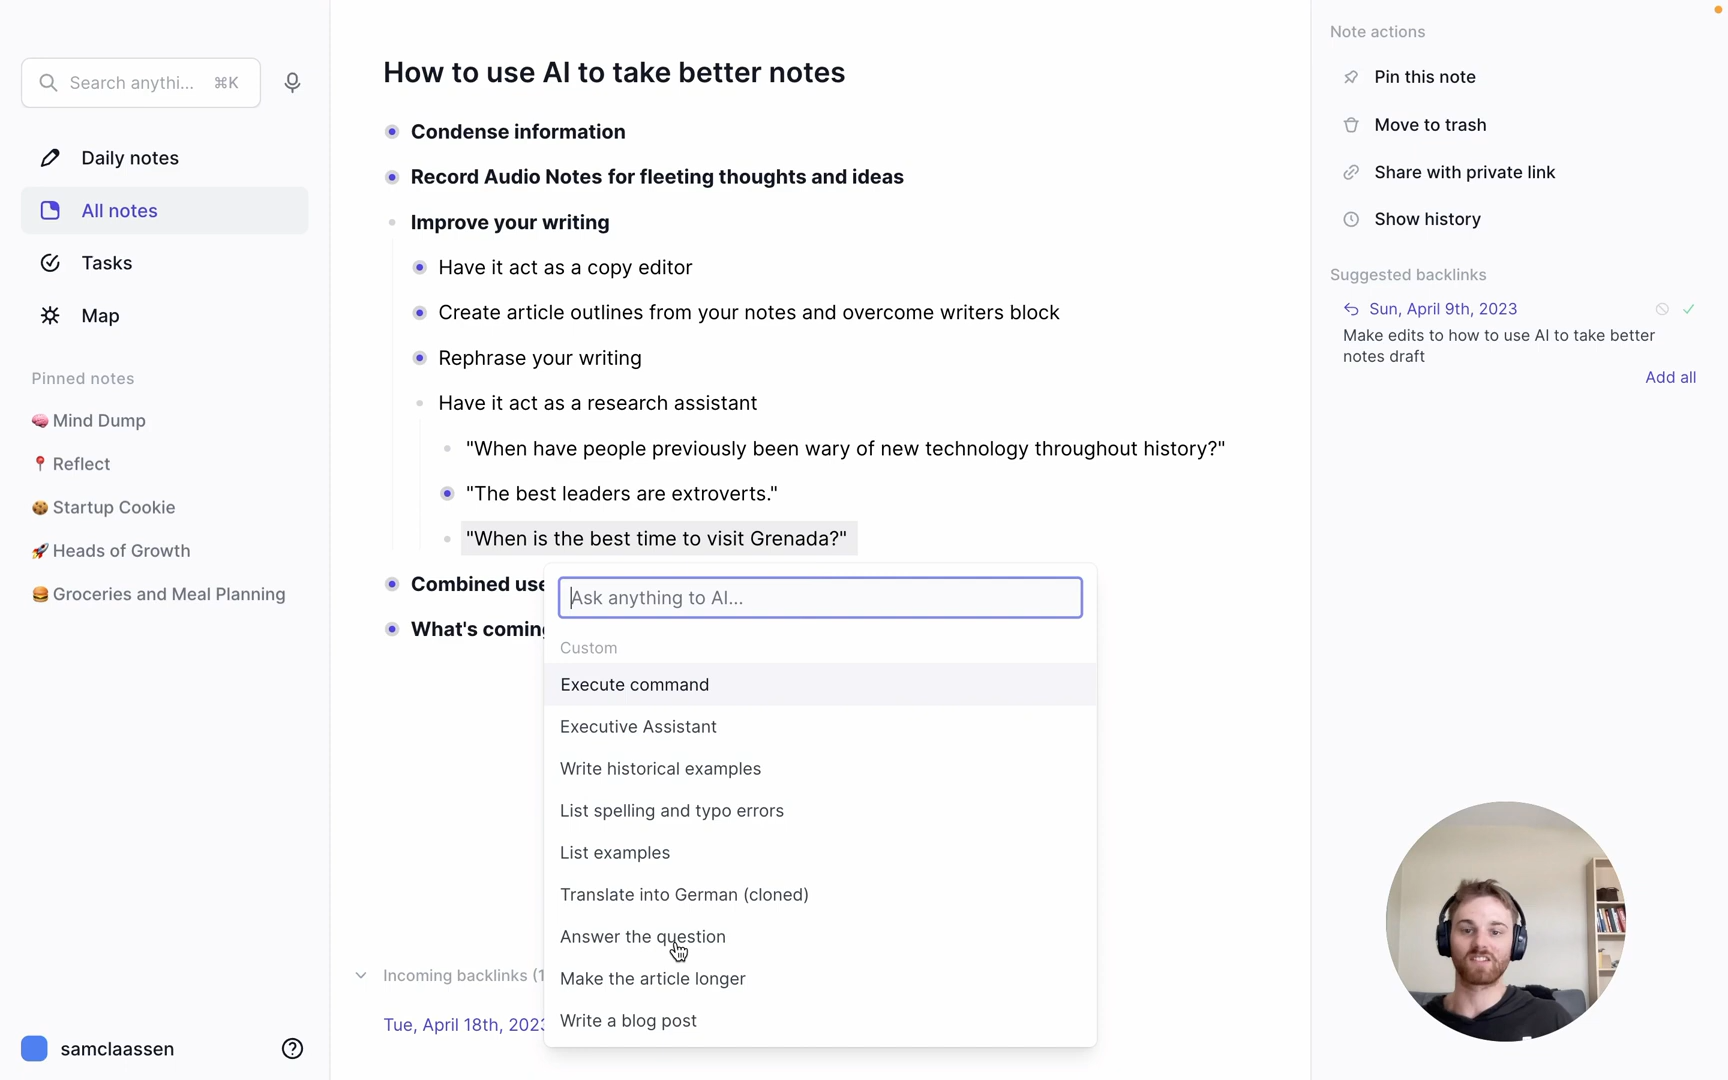 Search anythi... ⌘K
Daily notes
All notes
Tasks
Map
Pinned notes
🧠 Mind Dump
📍 Reflect
🍪 Startup Cookie
🚀 Heads of Growth
🍔 Groceries and Meal Planning
samclaassen
How to use AI to take better notes
Condense information
Record Audio Notes for fleeting thoughts and ideas
Improve your writing
Have it act as a copy editor
Create article outlines from your notes and overcome writers block
Rephrase your writing
Have it act as a research assistant
"When have people previously been wary of new technology throughout history?"
"The best leaders are extroverts."
"When is the best time to visit Grenada?"
Combined use
What's coming
Ask anything to AI...
Custom
Execute command
Executive Assistant
Write historical examples
List spelling and typo errors
List examples
Translate into German (cloned)
Answer the question
Make the article longer
Write a blog post
Incoming backlinks (1
Tue, April 18th, 2023
Note actions
Pin this note
Move to trash
Share with private link
Show history
Suggested backlinks
Sun, April 9th, 2023
Make edits to how to use AI to take better
notes draft
Add all